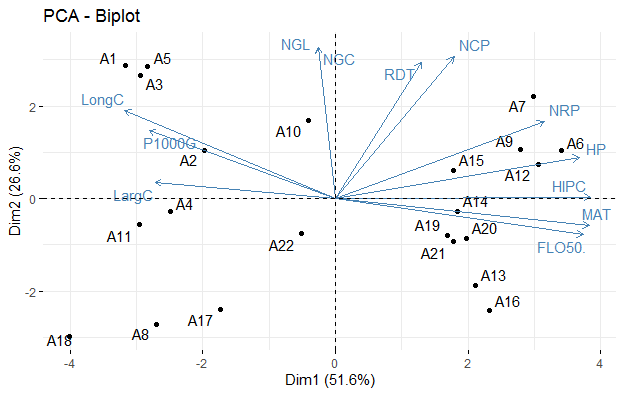 PCA - Biplot
NGL
NCP
A1
A5
NGC
A3
RDT
LongC
A7
NRP
2
A10
P1000G
A9
A6
HP
A2
A15
A12
HIPC
LargC
0
A4
A14
MAT
A11
A19
A20
A22
A21
FLO50.
A13
-2
A16
A17
A8
A18
-4
-2
0
2
4
Dim1 (51.6%)
Dim2 (26.6%)